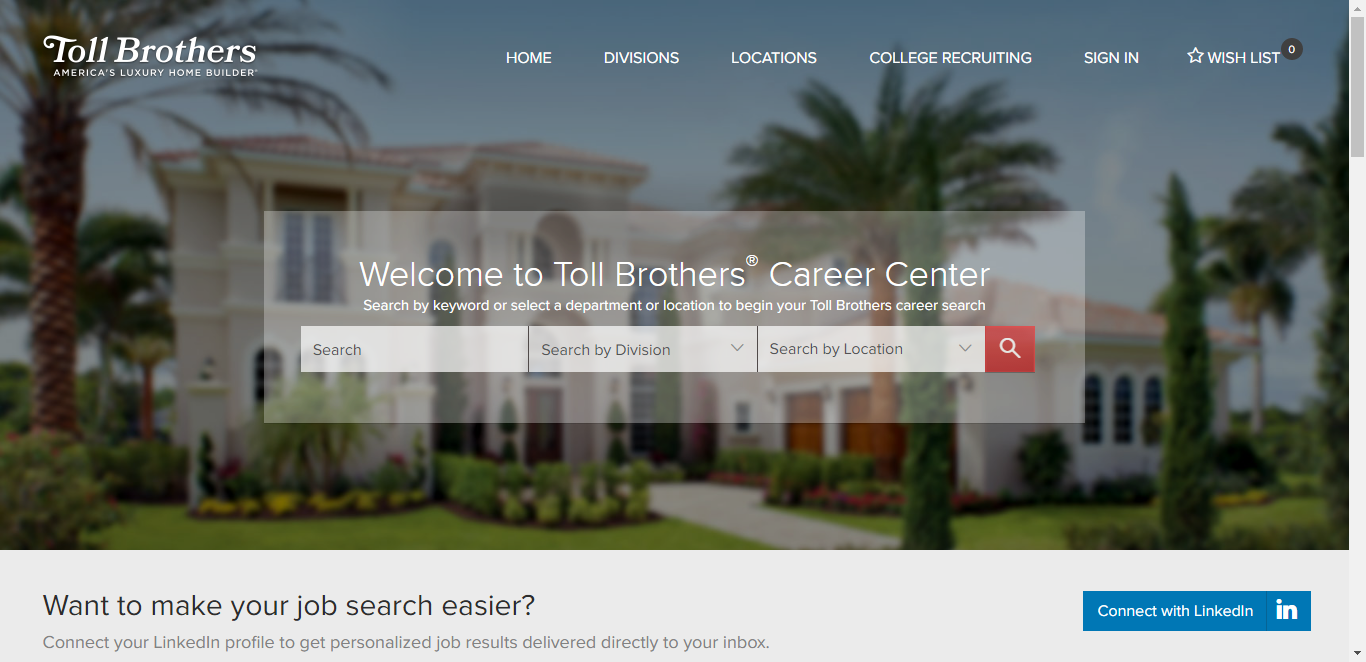 Toll Brothers
AMERICA'S LUXURY HOME BUILDER®
HOME
DIVISIONS
LOCATIONS
COLLEGE RECRUITING
SIGN IN
WISH LIST
0
Welcome to Toll Brothers® Career Center
Search by keyword or select a department or location to begin your Toll Brothers career search
Search
Search by Division
Search by Location
Want to make your job search easier?
Connect your LinkedIn profile to get personalized job results delivered directly to your inbox.
Connect with LinkedIn
in